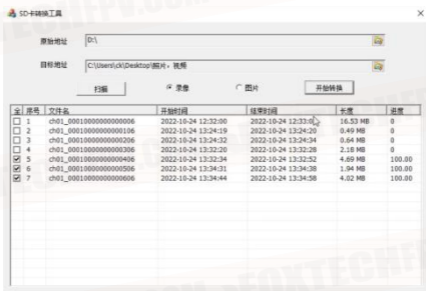 SD卡转换工具
原始地址 D:\
目标地址 C:\Users\ck\Desktop\照片，视频
扫描 录像 图片 开始转换
全 序号 文件名 开始时间 结束时间 长度 进度
1 ch01_00010000000000006 2022-10-24 12:32:00 2022-10-24 12:33:0 16.53 MB 0
2 ch01_00010000000000106 2022-10-24 13:24:19 2022-10-24 13:24:20 0.49 MB 0
3 ch01_00010000000000206 2022-10-24 13:24:32 2022-10-24 13:24:34 0.64 MB 0
4 ch01_00010000000000306 2022-10-24 13:32:20 2022-10-24 13:32:28 2.18 MB 0
5 ch01_00010000000000406 2022-10-24 13:32:34 2022-10-24 13:32:52 4.69 MB 100.00
6 ch01_00010000000000506 2022-10-24 13:34:31 2022-10-24 13:34:38 1.94 MB 100.00
7 ch01_00010000000000606 2022-10-24 13:34:44 2022-10-24 13:34:58 4.02 MB 100.00